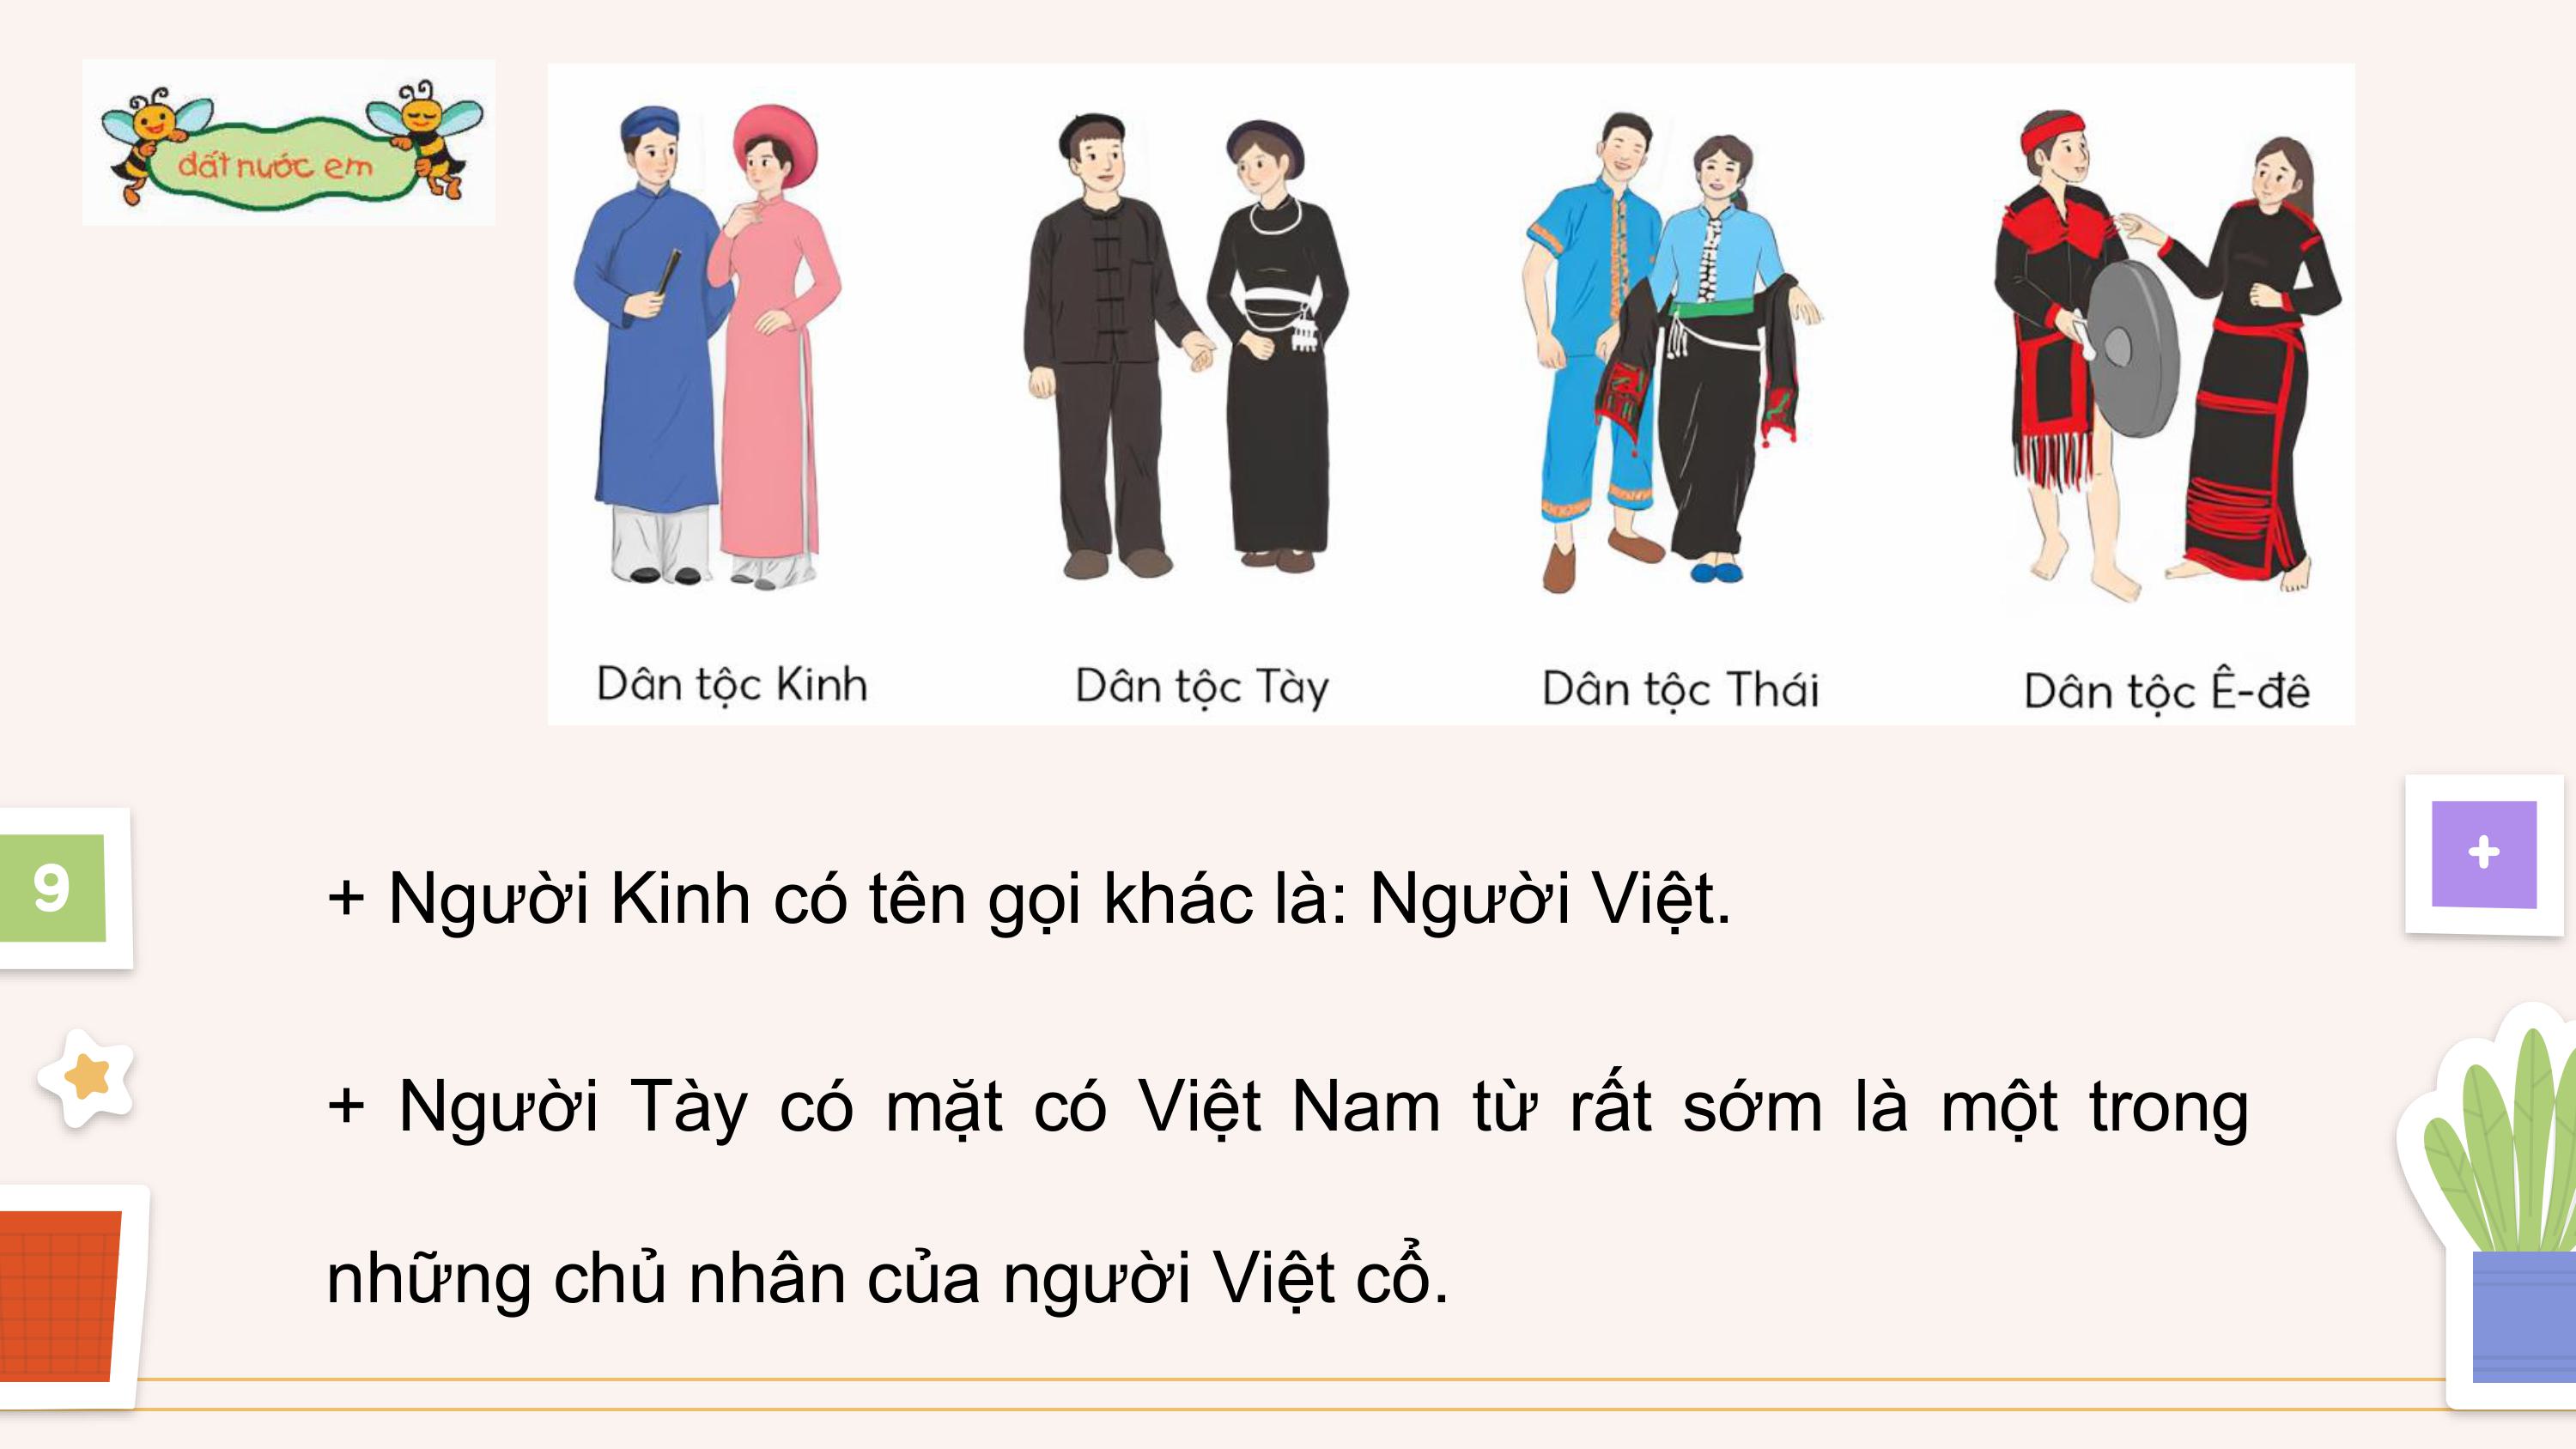 đất nước em
Dân tộc Kinh
Dân tộc Tày
Dân tộc Thái
Dân tộc Ê-đê
9
+
+ Người Kinh có tên gọi khác là: Người Việt.
+ Người Tày có mặt có Việt Nam từ rất sớm là một trong
những chủ nhân của người Việt cổ.